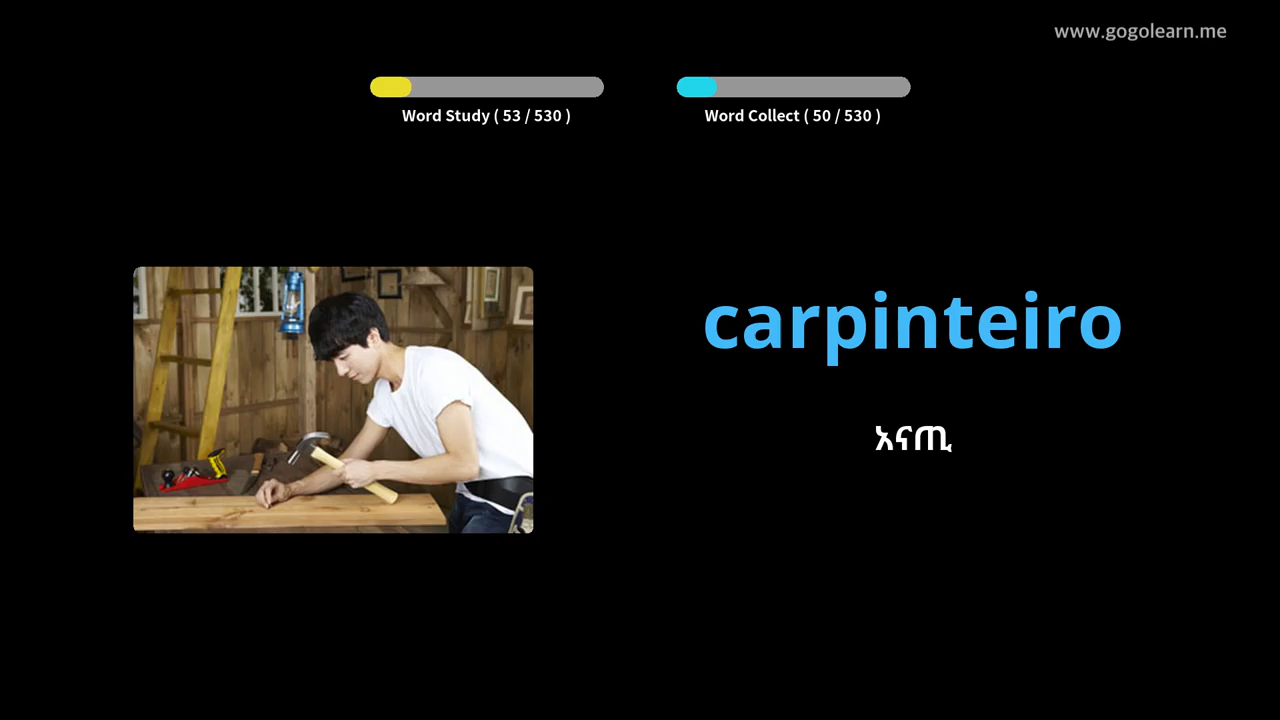 www.gogolearn.me
Word Study ( 53 / 530 )
Word Collect ( 50 / 530 )
carpinteiro
አናጢ